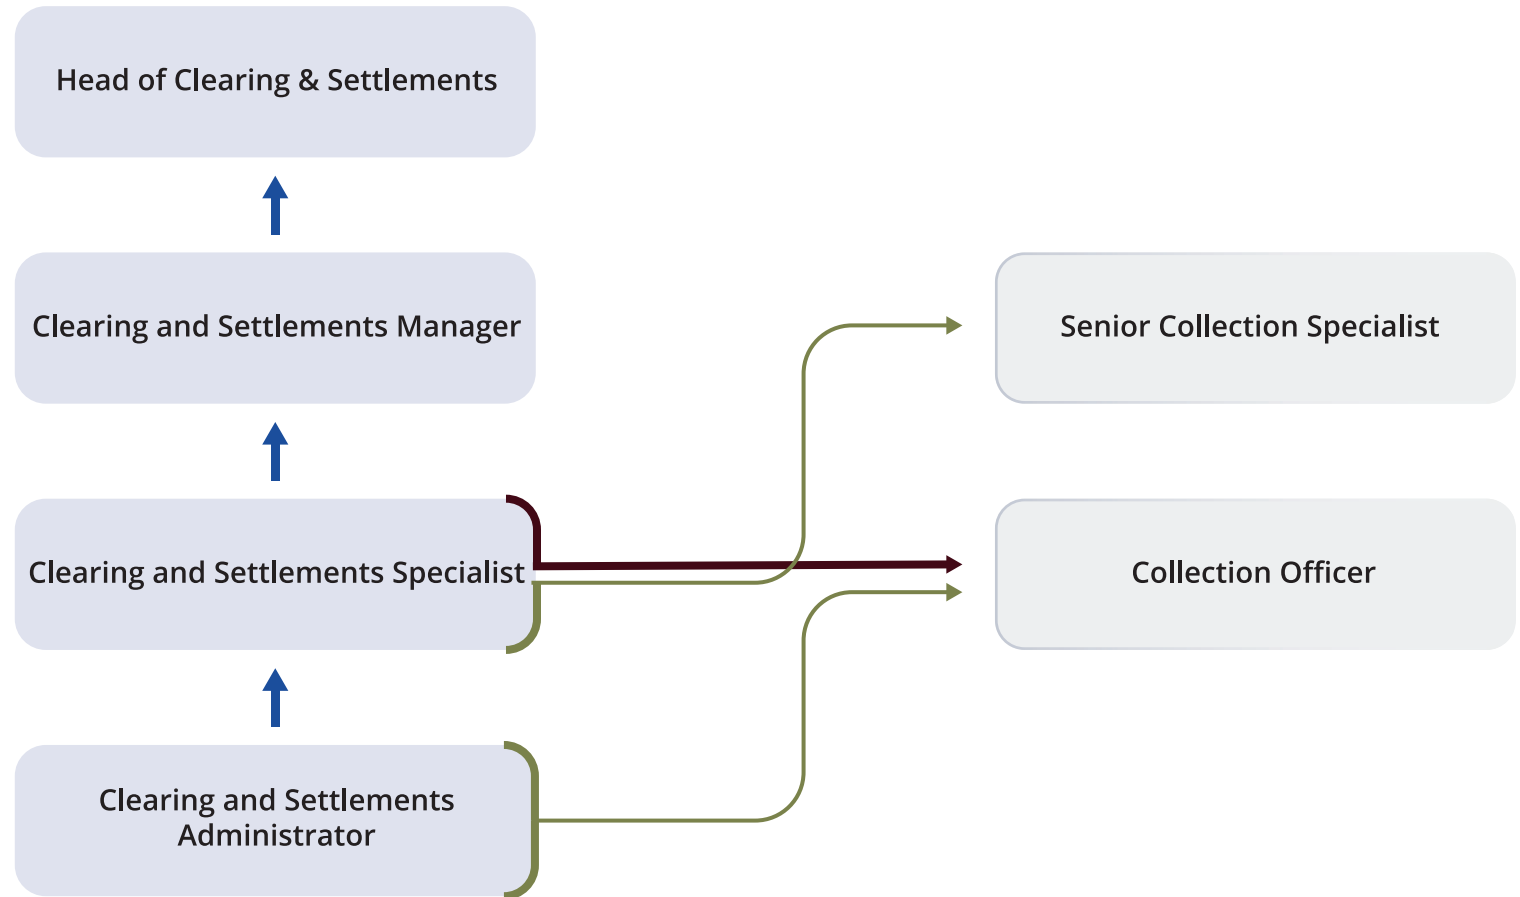 Head of Clearing & Settlements
Clearing and Settlements Manager
Senior Collection Specialist
Clearing and Settlements Specialist
Collection Officer
Clearing and Settlements
Administrator